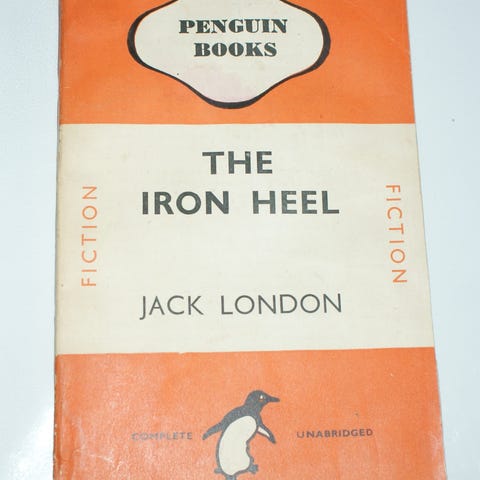 PENGUIN
BOOKS
THE
IRON HEEL
FICTION
FICTION
JACK LONDON
COMPLETE UNABRIDGED